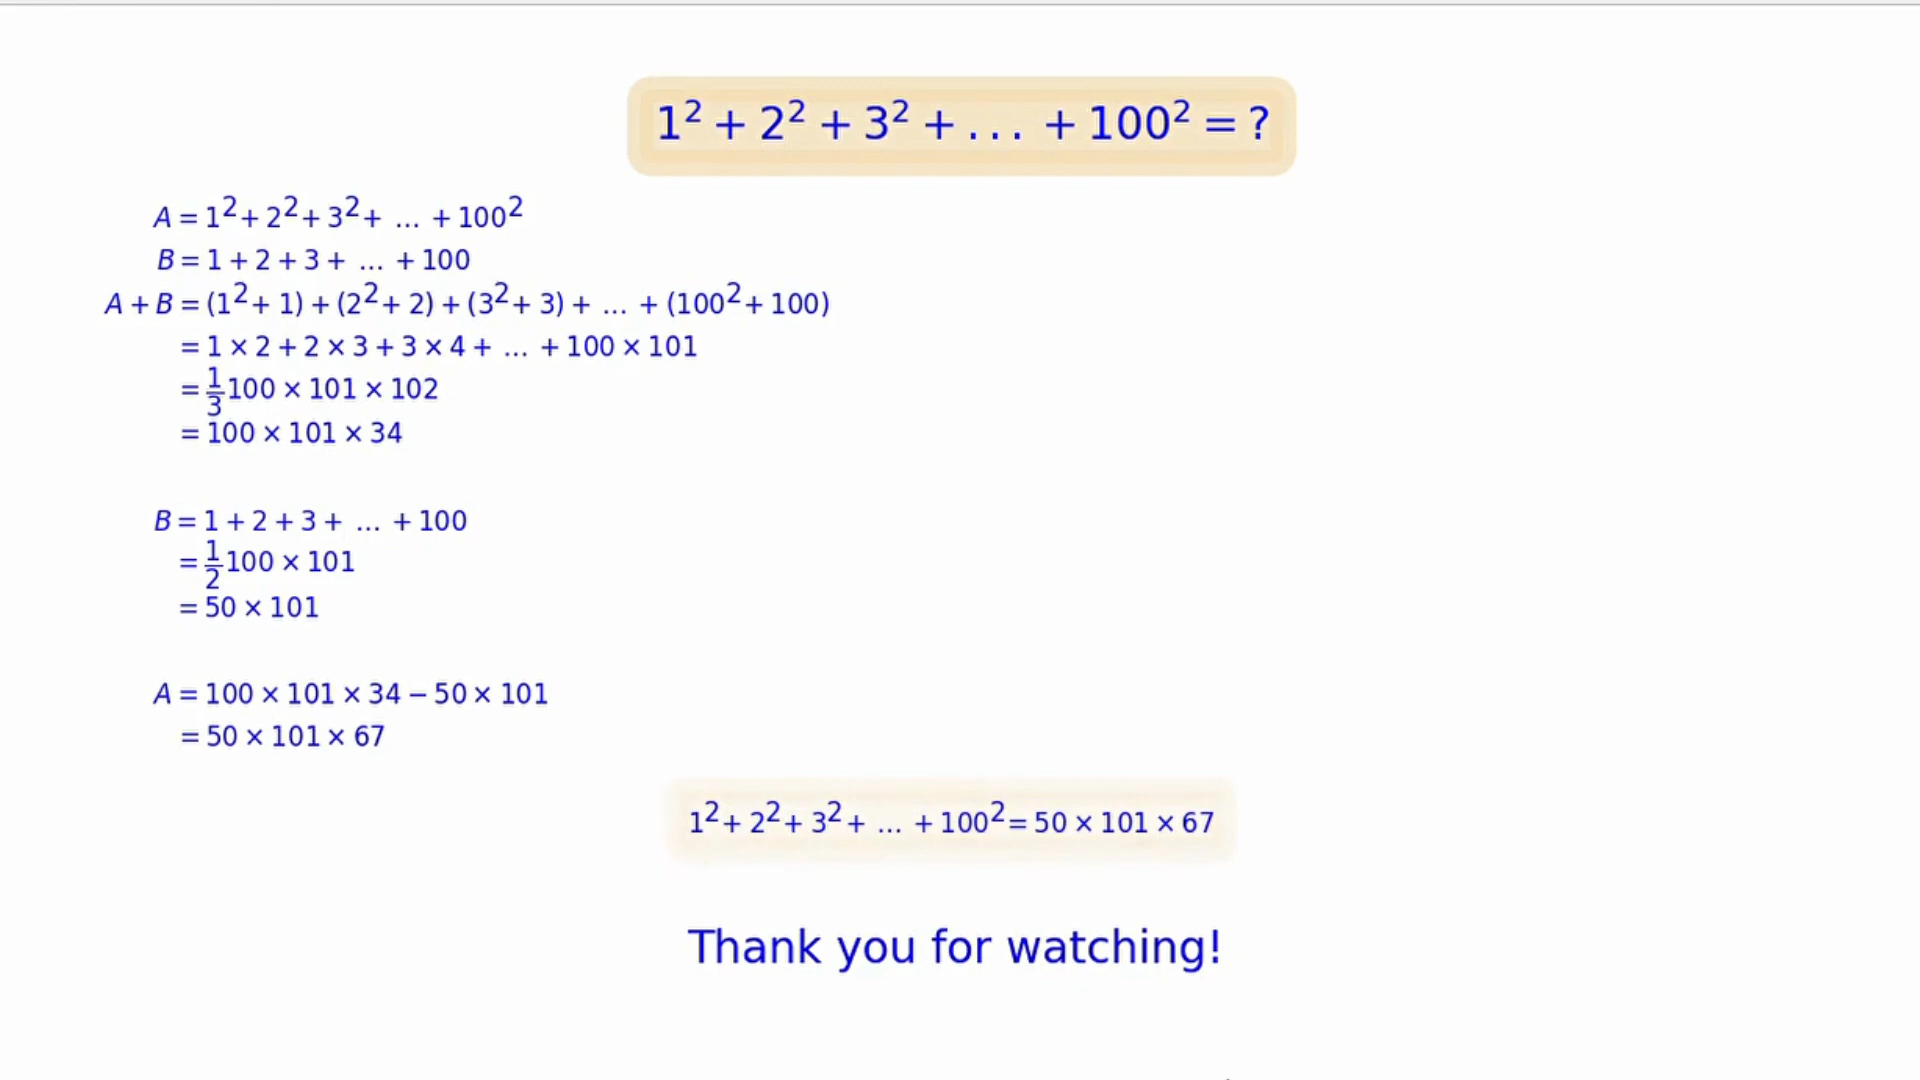 1² + 2² + 3² + ... + 100² = ?
A = 1² + 2² + 3² + ... + 100²
B = 1 + 2 + 3 + ... + 100
A + B = (1² + 1) + (2² + 2) + (3² + 3) + ... + (100² + 100)
= 1 × 2 + 2 × 3 + 3 × 4 + ... + 100 × 101
= 1/3 100 × 101 × 102
= 100 × 101 × 34
B = 1 + 2 + 3 + ... + 100
= 1/2 100 × 101
= 50 × 101
A = 100 × 101 × 34 − 50 × 101
= 50 × 101 × 67
1² + 2² + 3² + ... + 100² = 50 × 101 × 67
Thank you for watching!